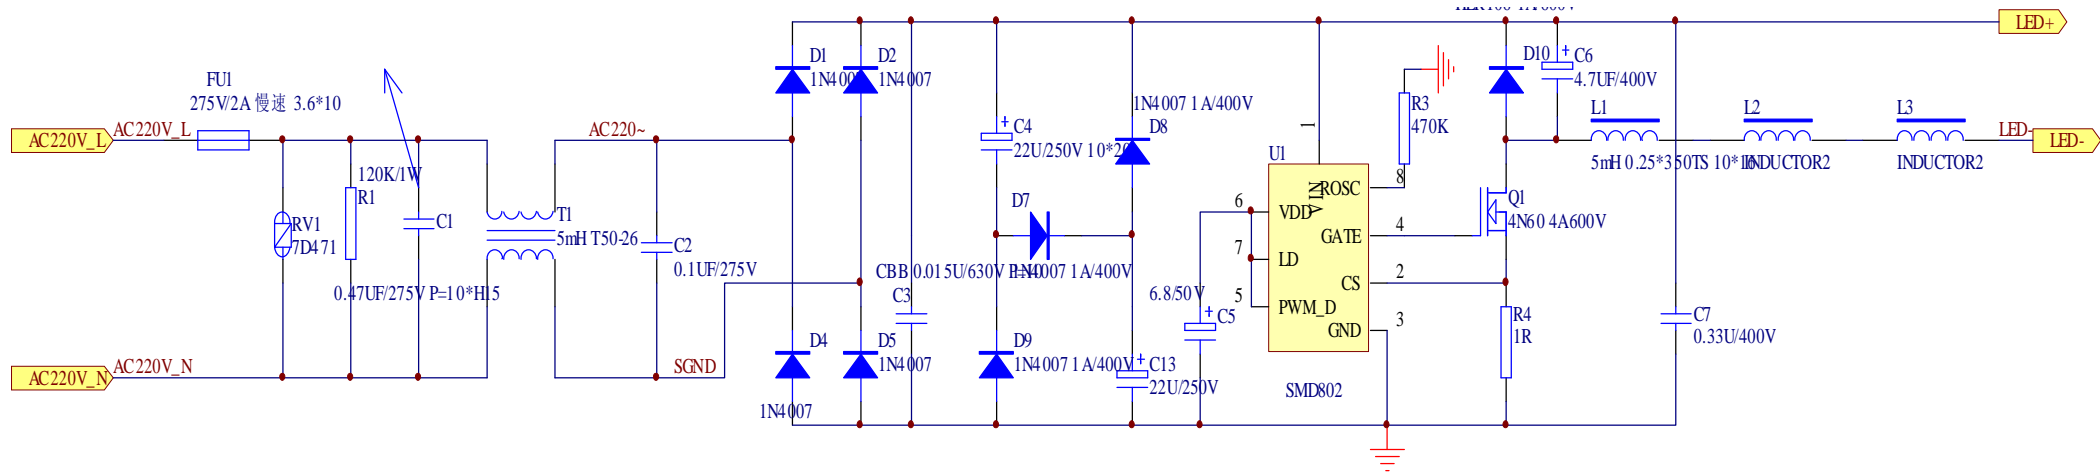 LED+
D1
1N4007
D2
1N4007
D10
C6
4.7UF/400V
FU1
275V/2A 慢速 3.6*10
1N4007 1A/400V
D8
R3
470K
L1
L2
L3
AC220V_L
AC220V_L
AC220~
C4
1
U1
LED-
LED-
5mH 0.25*350TS 10*16
INDUCTOR2
INDUCTOR2
120K/1W
R1
8
VIN
ROSC
D7
6
VDD
Q1
4N60 4A600V
RV1
7D471
C1
T1
5mH T50-26
C2
0.1UF/275V
4
GATE
7
LD
CBB 0.015U/630V P=10
1N4007 1A/400V
C3
2
CS
0.47UF/275V P=10*H15
6.8/50V
C5
5
PWM_D
3
GND
R4
1R
C7
0.33U/400V
D4
D5
1N4007
D9
1N4007 1A/400V
C13
22U/250V
AC220V_N
AC220V_N
SGND
SMD802
1N4007